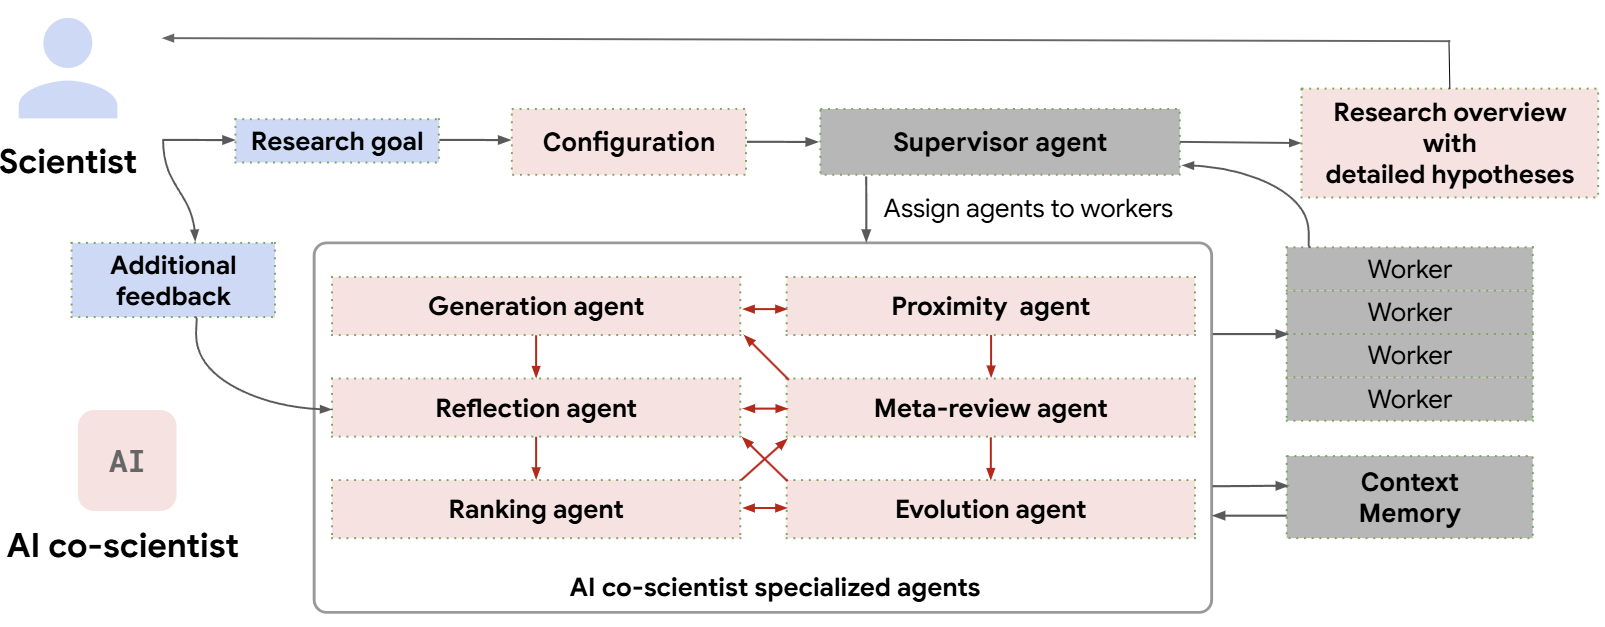 Scientist
Research goal
Configuration
Supervisor agent
Research overview
with
detailed hypotheses
Assign agents to workers
Additional
feedback
Generation agent
Proximity agent
Reflection agent
Meta-review agent
Ranking agent
Evolution agent
AI co-scientist specialized agents
Worker
Worker
Worker
Worker
Context
Memory
AI
AI co-scientist